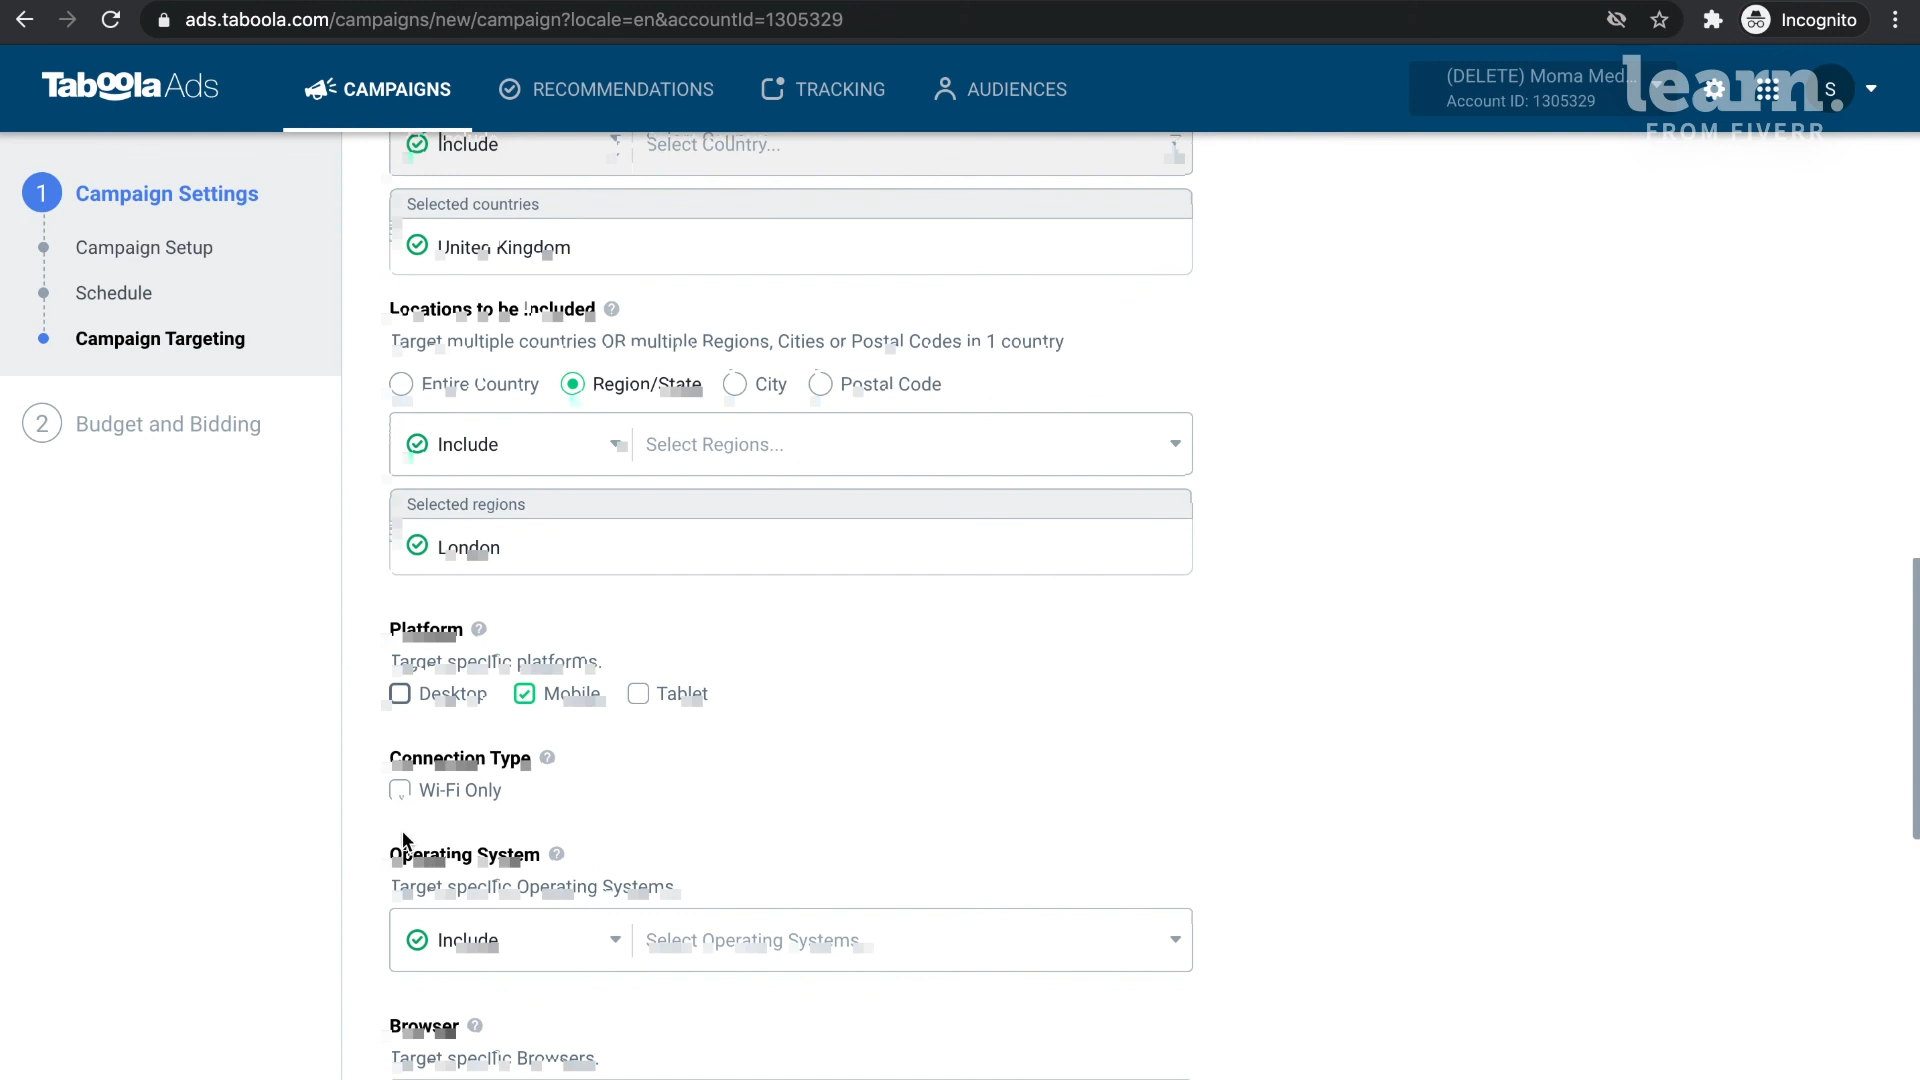 ads.taboola.com/campaigns/new/campaign?locale=en&accountId=1305329
Incognito
Taboola Ads
CAMPAIGNS
RECOMMENDATIONS
TRACKING
AUDIENCES
(DELETE) Moma Med...
Account ID: 1305329
S
learn.
FROM FIVERR
1 Campaign Settings
Campaign Setup
Schedule
Campaign Targeting
2 Budget and Bidding
Include
Select Country...
Selected countries
United Kingdom
Locations to be Included ?
Target multiple countries OR multiple Regions, Cities or Postal Codes in 1 country
Entire Country Region/State City Postal Code
Include Select Regions...
Selected regions
London
Platform ?
Target specific platforms.
Desktop Mobile Tablet
Connection Type ?
Wi-Fi Only
Operating System ?
Target specific Operating Systems
Include Select Operating Systems
Browser ?
Target specific Browsers.